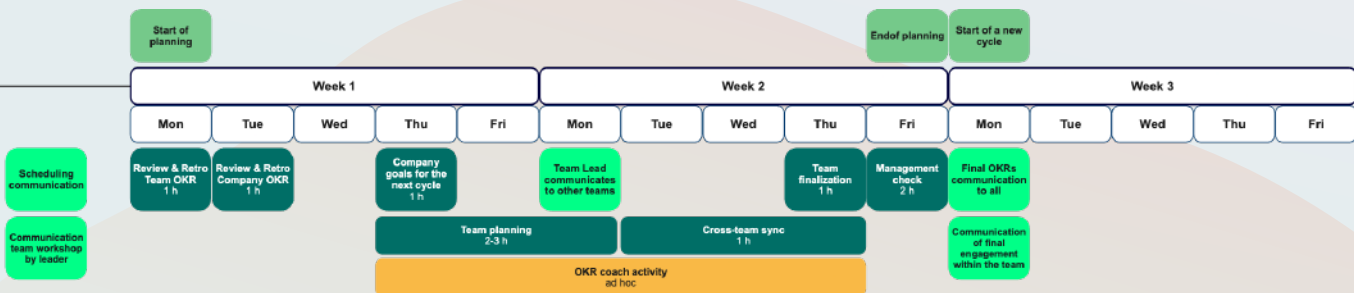 Start of
planning
Endof planning
Start of a new
cycle
Week 1
Week 2
Week 3
Mon
Tue
Wed
Thu
Fri
Mon
Tue
Wed
Thu
Fri
Mon
Tue
Wed
Thu
Fri
Scheduling
communication
Review & Retro
Team OKR
1 h
Review & Retro
Company OKR
1 h
Company
goals for the
next cycle
1 h
Team Lead
communicates
to other teams
Team
finalization
1 h
Management
check
2 h
Final OKRs
communication
to all
Communication
team workshop
by leader
Team planning
2-3 h
Cross-team sync
1 h
Communication
of final
engagement
within the team
OKR coach activity
ad hoc